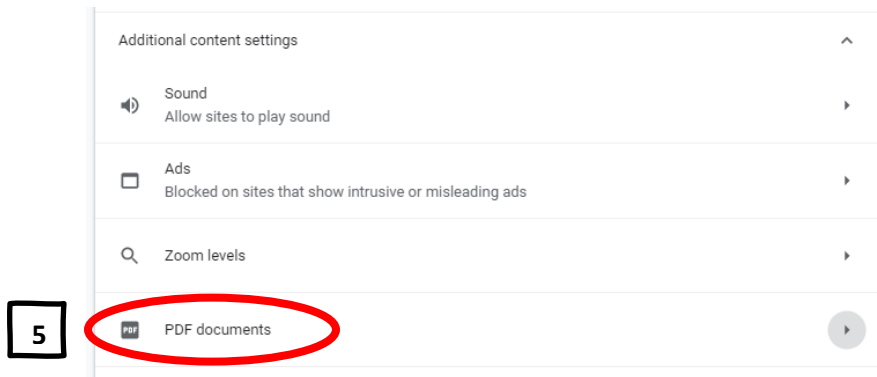 Additional content settings
Sound
Allow sites to play sound
Ads
Blocked on sites that show intrusive or misleading ads
Zoom levels
5
PDF
PDF documents